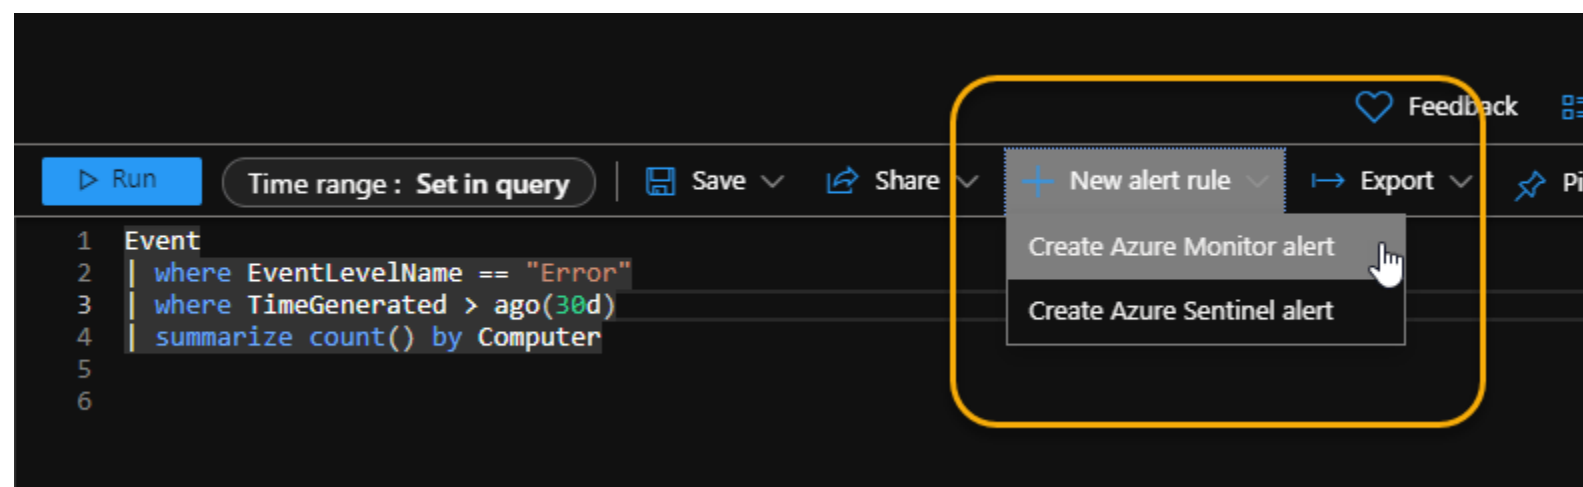 Feedback
Run
Time range : Set in query
Save
Share
New alert rule
Export
1 Event
2 | where EventLevelName == "Error"
3 | where TimeGenerated > ago(30d)
4 | summarize count() by Computer
5
6
Create Azure Monitor alert
Create Azure Sentinel alert